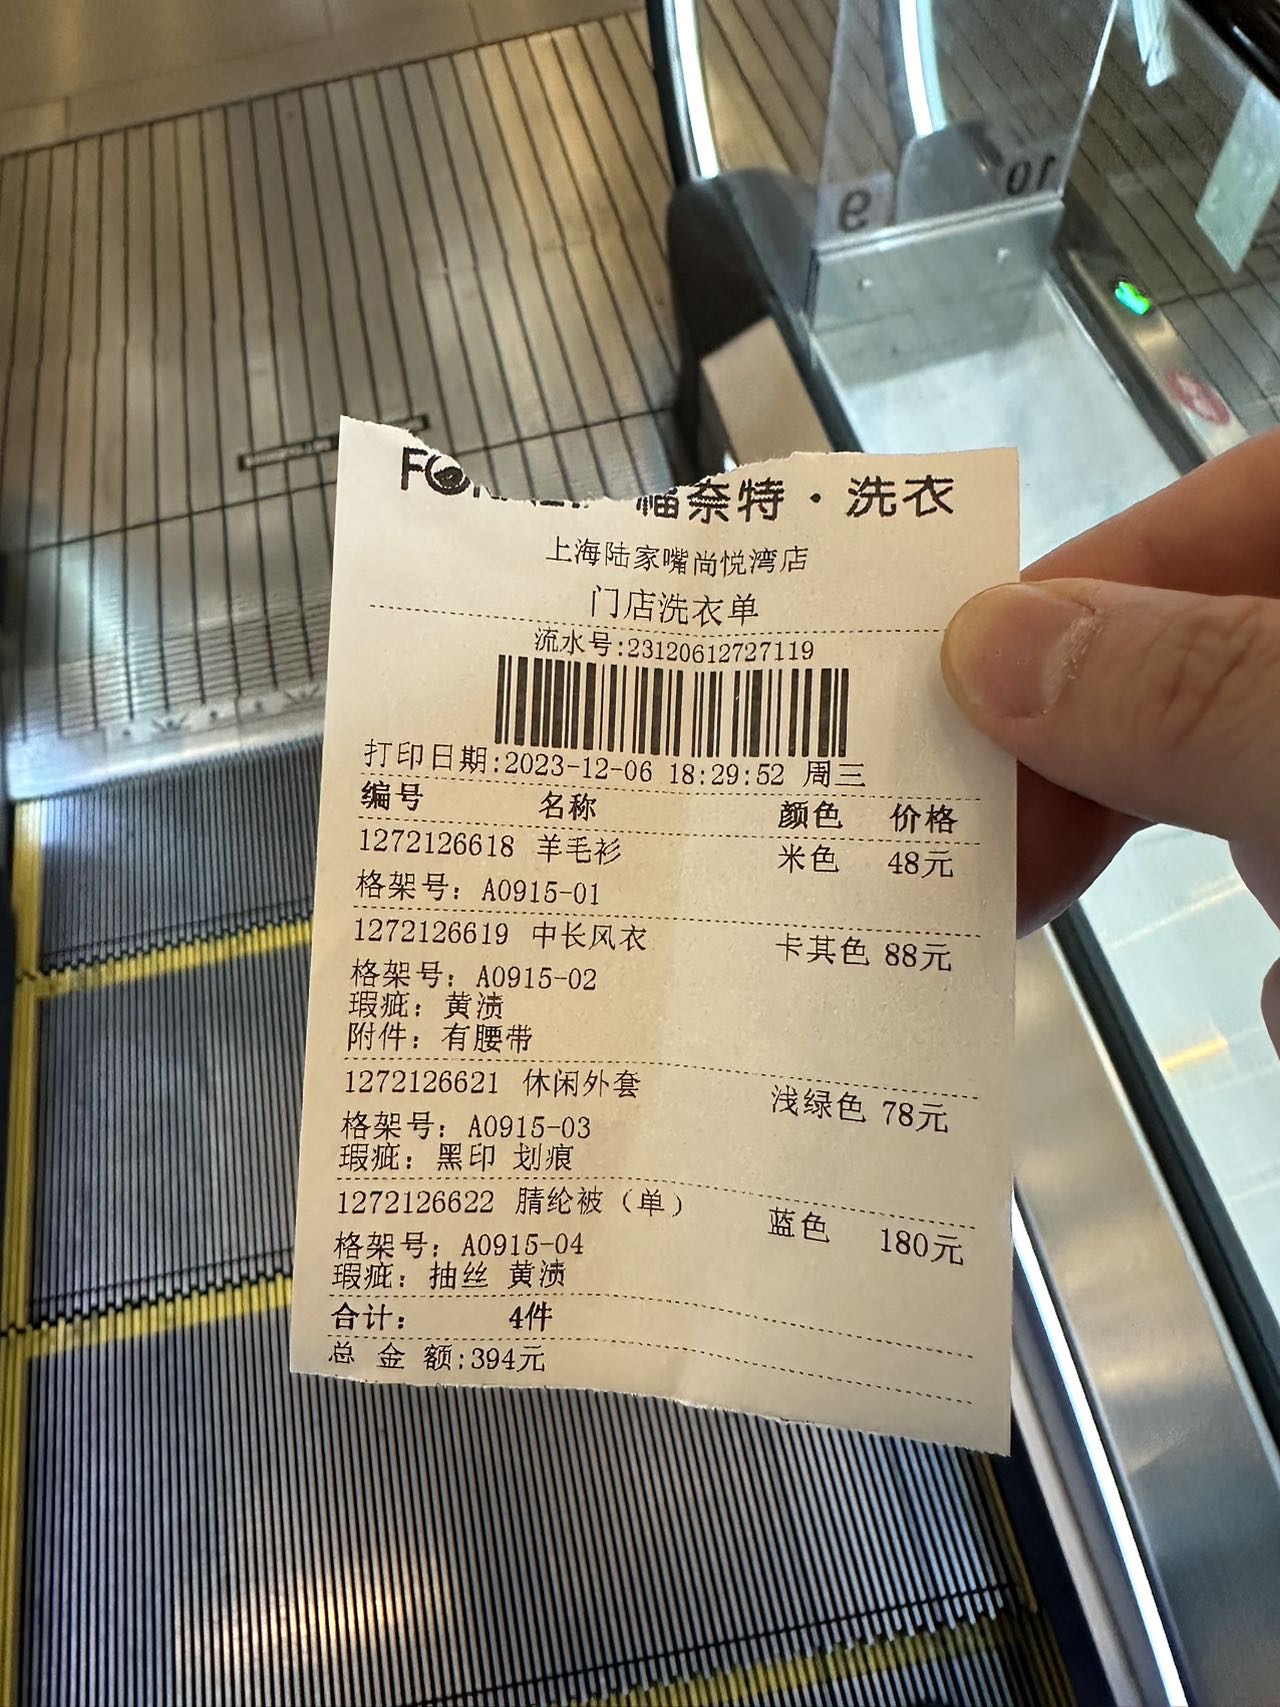 福奈特·洗衣
上海陆家嘴尚悦湾店
门店洗衣单
流水号:23120612727119
打印日期:2023-12-06 18:29:52 周三
编号 名称 颜色 价格
1272126618 羊毛衫 米色 48元
格架号: A0915-01
1272126619 中长风衣 卡其色 88元
格架号: A0915-02
瑕疵: 黄渍
附件: 有腰带
1272126621 休闲外套 浅绿色 78元
格架号: A0915-03
瑕疵: 黑印 划痕
1272126622 腈纶被（单） 蓝色 180元
格架号: A0915-04
瑕疵: 抽丝 黄渍
合计: 4件
总 金 额:394元
9
10